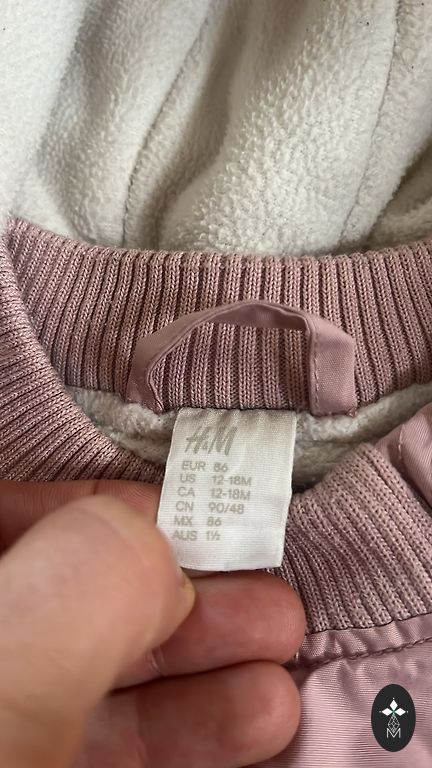 H&M
EUR 86
US 12-18M
CA 12-18M
CN 90/48
MX 86
AUS 1½
M